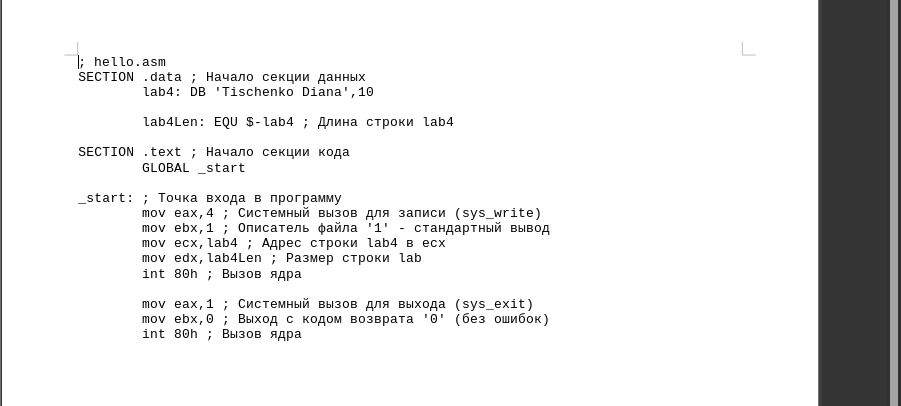 ; hello.asm
SECTION .data ; Начало секции данных
lab4: DB 'Tischenko Diana',10
lab4Len: EQU $-lab4 ; Длина строки lab4
SECTION .text ; Начало секции кода
GLOBAL _start
_start: ; Точка входа в программу
mov eax,4 ; Системный вызов для записи (sys_write)
mov ebx,1 ; Описатель файла '1' - стандартный вывод
mov ecx,lab4 ; Адрес строки lab4 в ecx
mov edx,lab4Len ; Размер строки lab
int 80h ; Вызов ядра
mov eax,1 ; Системный вызов для выхода (sys_exit)
mov ebx,0 ; Выход с кодом возврата '0' (без ошибок)
int 80h ; Вызов ядра